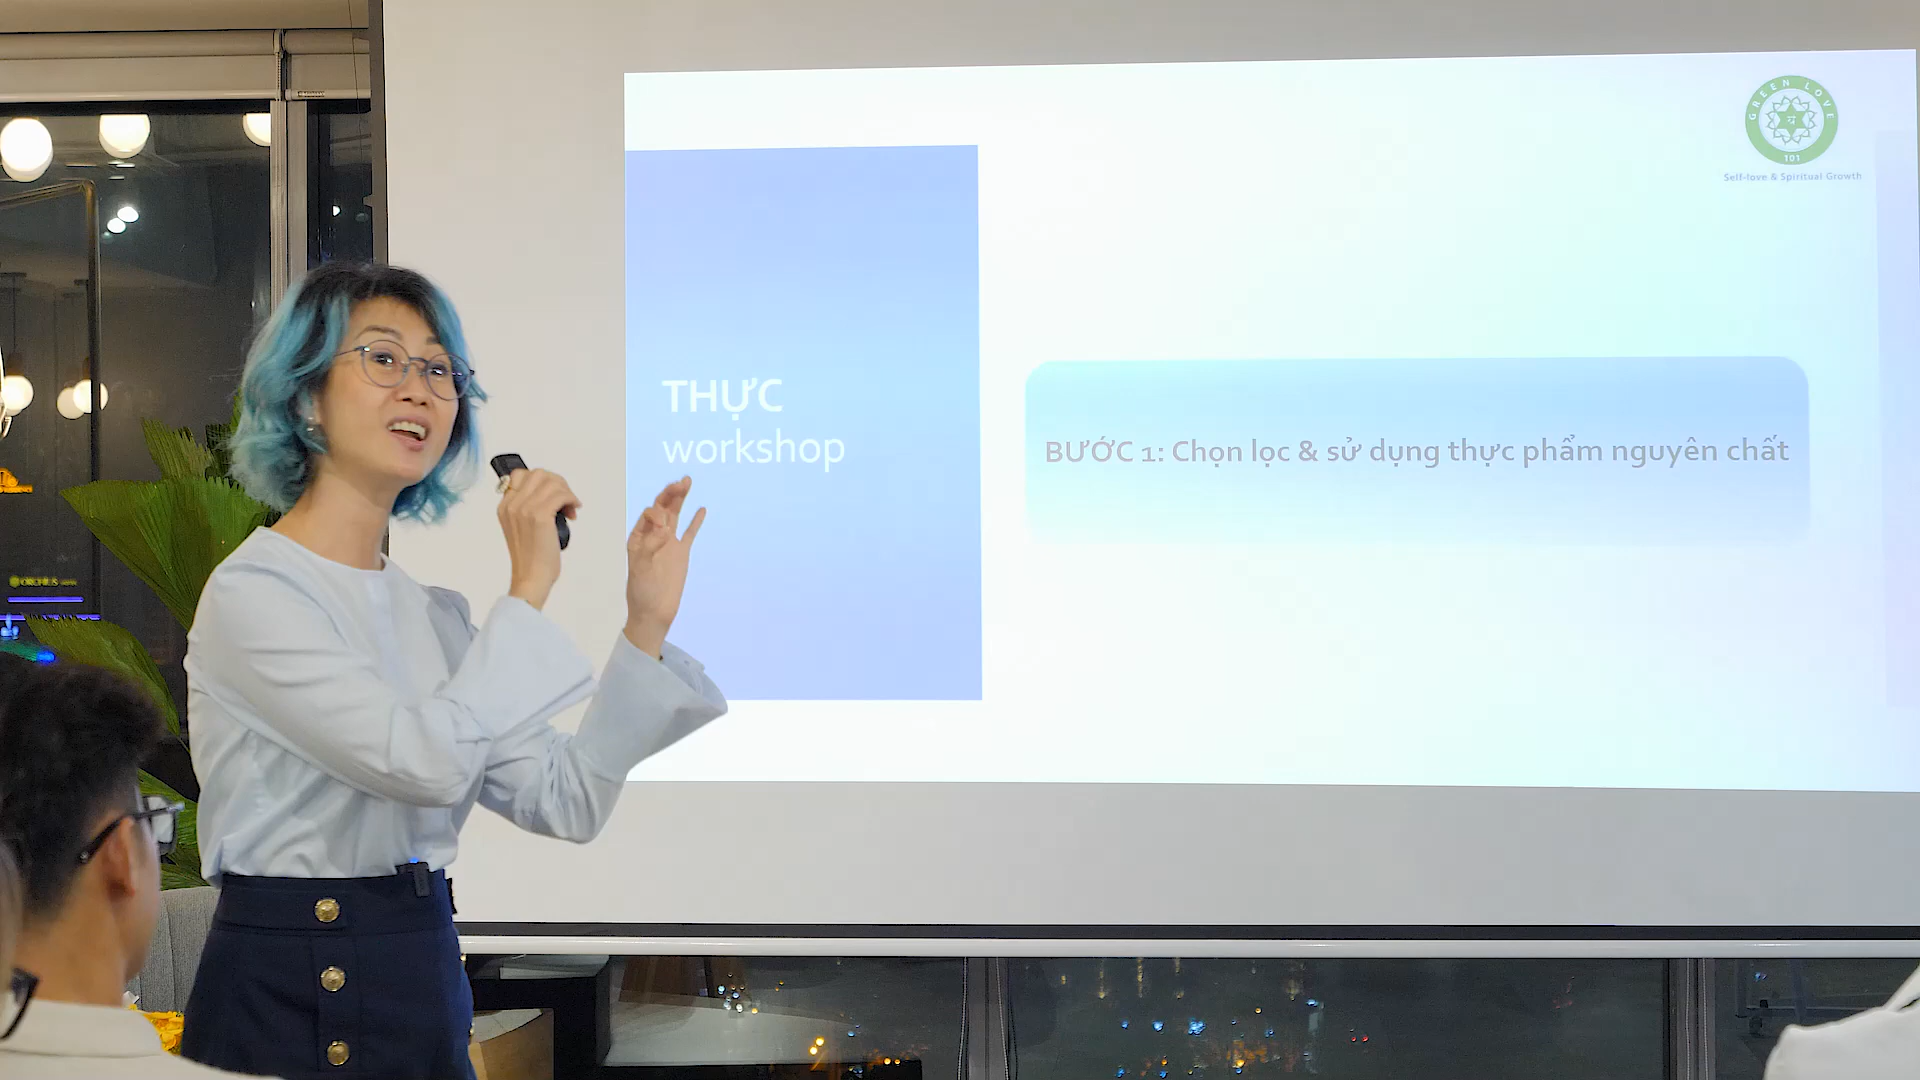 GREEN LOVE
101
Self-love & Spiritual Growth
THỰC
workshop
BƯỚC 1: Chọn lọc & sử dụng thực phẩm nguyên chất